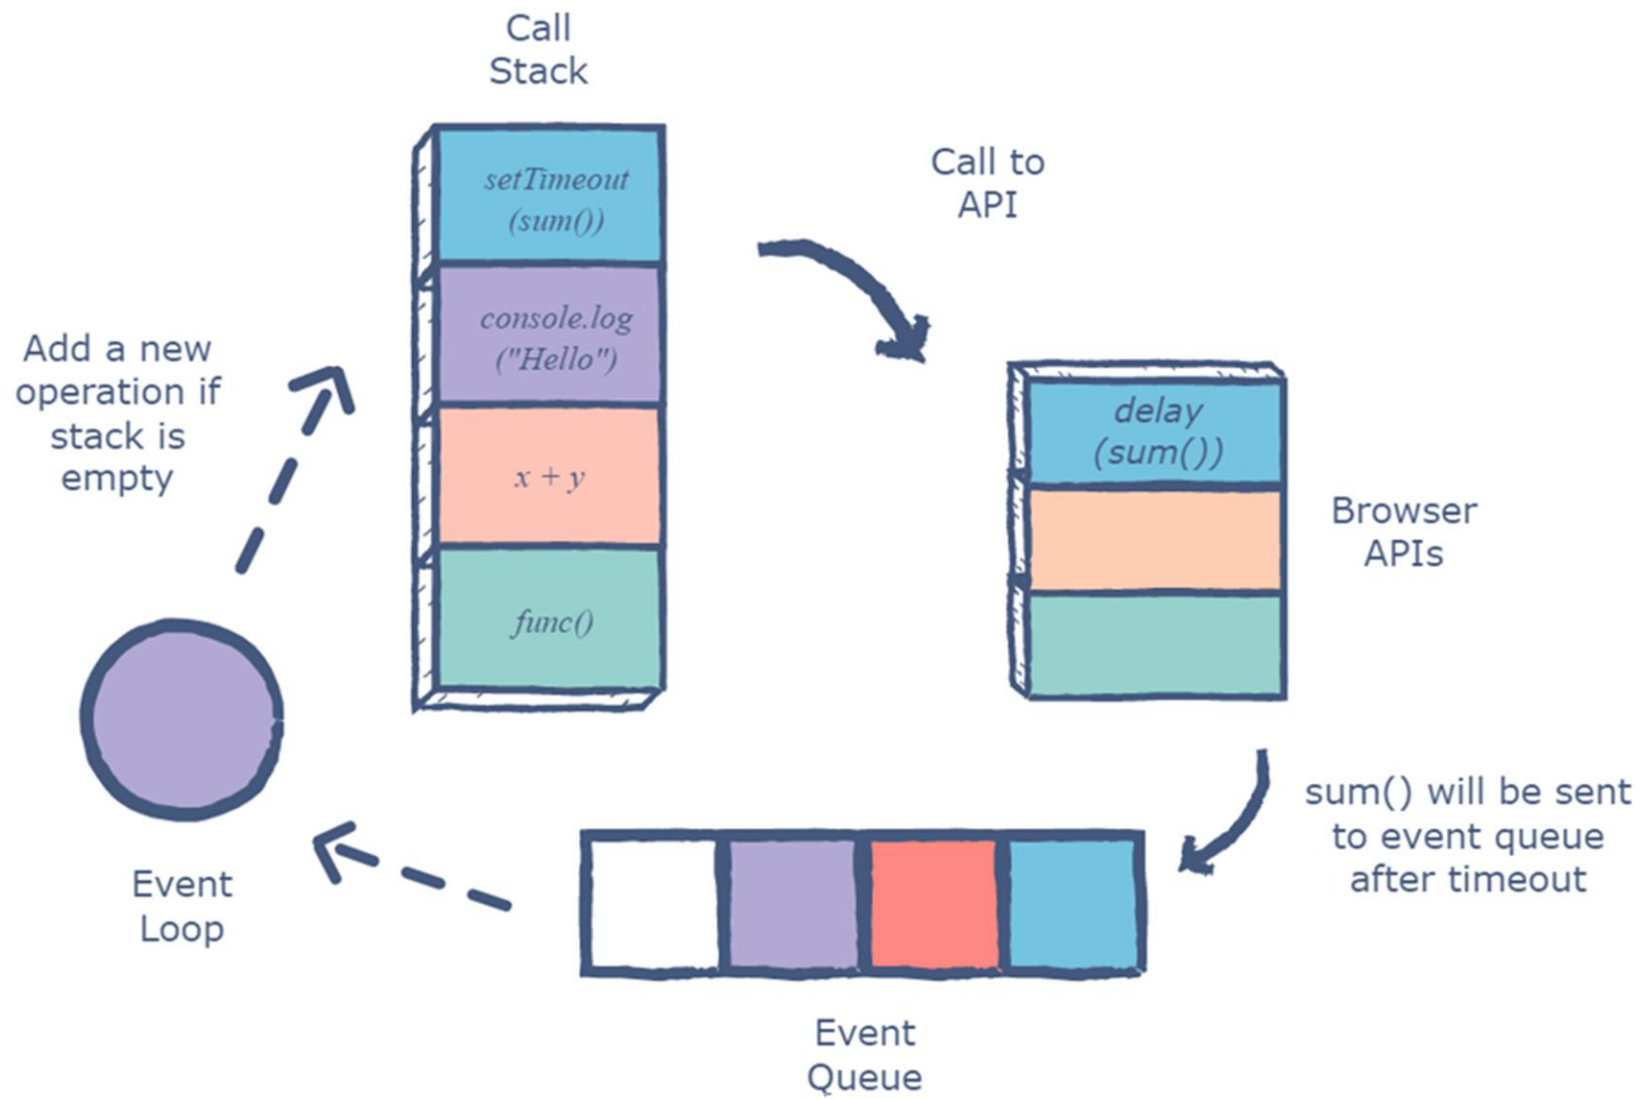 Call
Stack
setTimeout
(sum())
console.log
("Hello")
x + y
func()
Call to
API
Add a new
operation if
stack is
empty
delay
(sum())
Browser
APIs
Event
Loop
sum() will be sent
to event queue
after timeout
Event
Queue